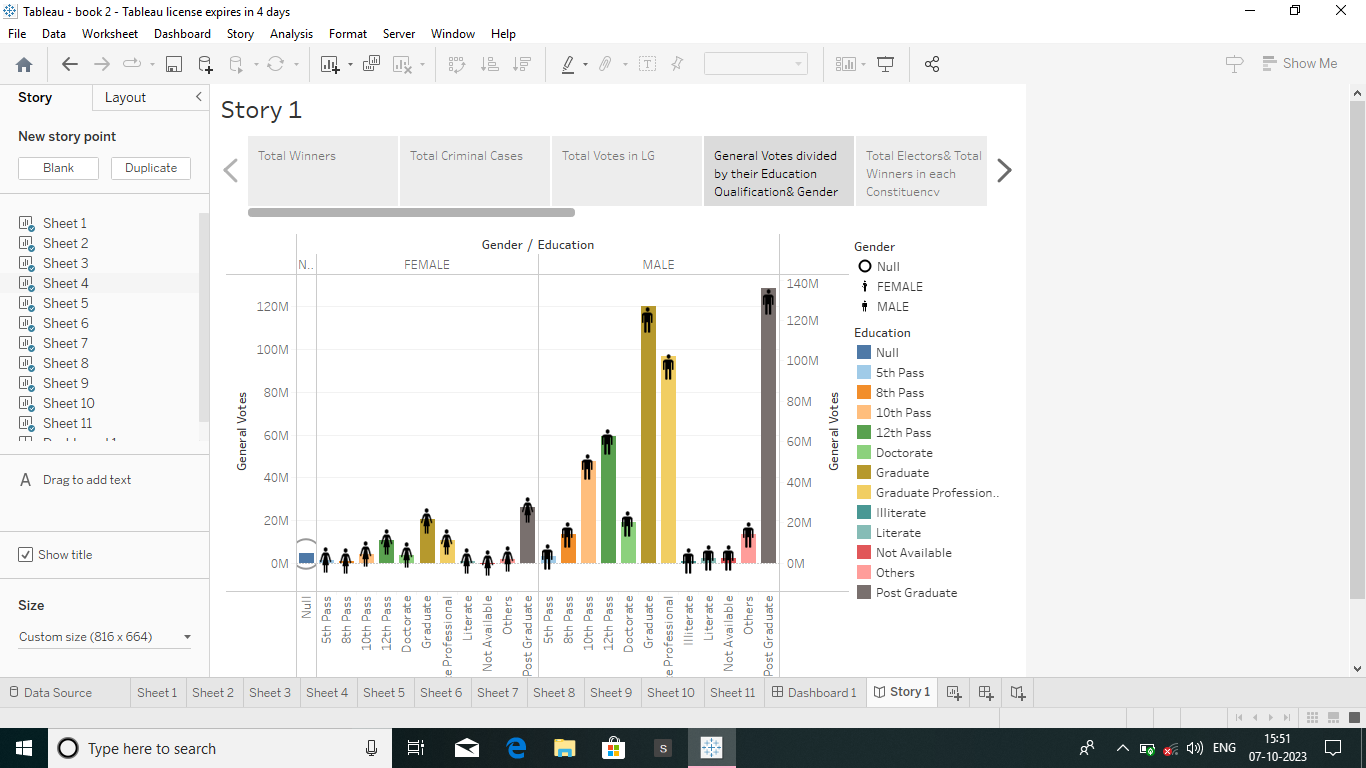 Tableau - book 2 - Tableau license expires in 4 days
File Data Worksheet Dashboard Story Analysis Format Server Window Help
Show Me
Story Layout
New story point
Blank Duplicate
Sheet 1
Sheet 2
Sheet 3
Sheet 4
Sheet 5
Sheet 6
Sheet 7
Sheet 8
Sheet 9
Sheet 10
Sheet 11
A Drag to add text
Show title
Size
Custom size (816 x 664)
Story 1
Total Winners
Total Criminal Cases
Total Votes in LG
General Votes divided
by their Education
Qualification& Gender
Total Electors& Total
Winners in each
Constituency
Gender / Education
N.. FEMALE MALE
General Votes
120M
100M
80M
60M
40M
20M
0M
140M
120M
100M
80M
60M
40M
20M
0M
General Votes
Null
5th Pass
8th Pass
10th Pass
12th Pass
Doctorate
Graduate
e Professional
Literate
Not Available
Others
Post Graduate
5th Pass
8th Pass
10th Pass
12th Pass
Doctorate
Graduate
e Professional
Illiterate
Literate
Not Available
Others
Post Graduate
Gender
Null
FEMALE
MALE
Education
Null
5th Pass
8th Pass
10th Pass
12th Pass
Doctorate
Graduate
Graduate Profession..
Illiterate
Literate
Not Available
Others
Post Graduate
Data Source Sheet 1 Sheet 2 Sheet 3 Sheet 4 Sheet 5 Sheet 6 Sheet 7 Sheet 8 Sheet 9 Sheet 10 Sheet 11 Dashboard 1 Story 1
Type here to search
S
ENG
15:51
07-10-2023